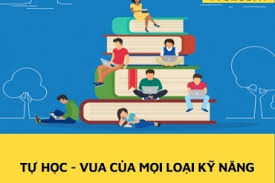 TỰ HỌC - VUA CỦA MỌI LOẠI KỸ NĂNG